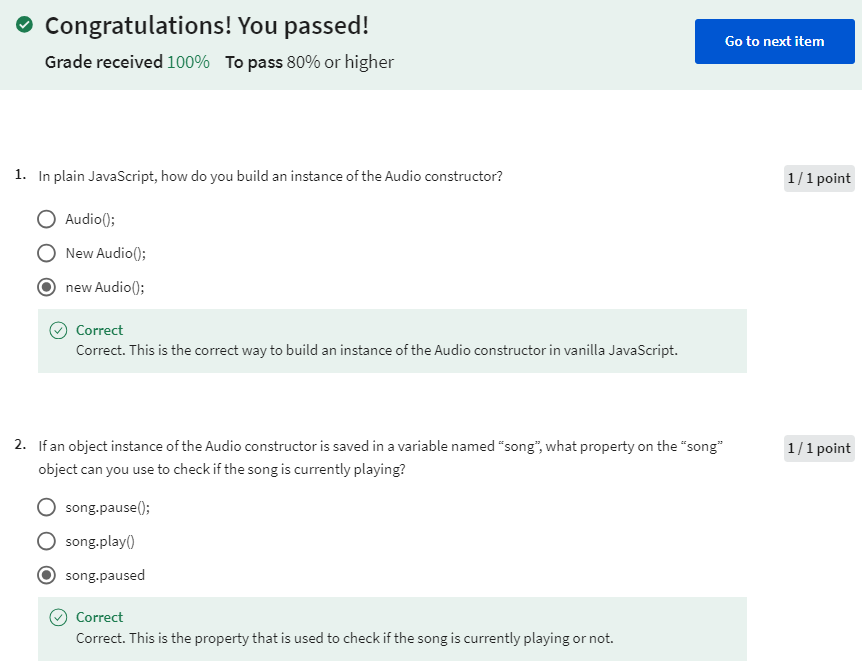 Congratulations! You passed!
Grade received 100% To pass 80% or higher
Go to next item
1. In plain JavaScript, how do you build an instance of the Audio constructor?
1 / 1 point
Audio();
New Audio();
new Audio();
Correct
Correct. This is the correct way to build an instance of the Audio constructor in vanilla JavaScript.
2. If an object instance of the Audio constructor is saved in a variable named “song”, what property on the “song”
object can you use to check if the song is currently playing?
1 / 1 point
song.pause();
song.play()
song.paused
Correct
Correct. This is the property that is used to check if the song is currently playing or not.